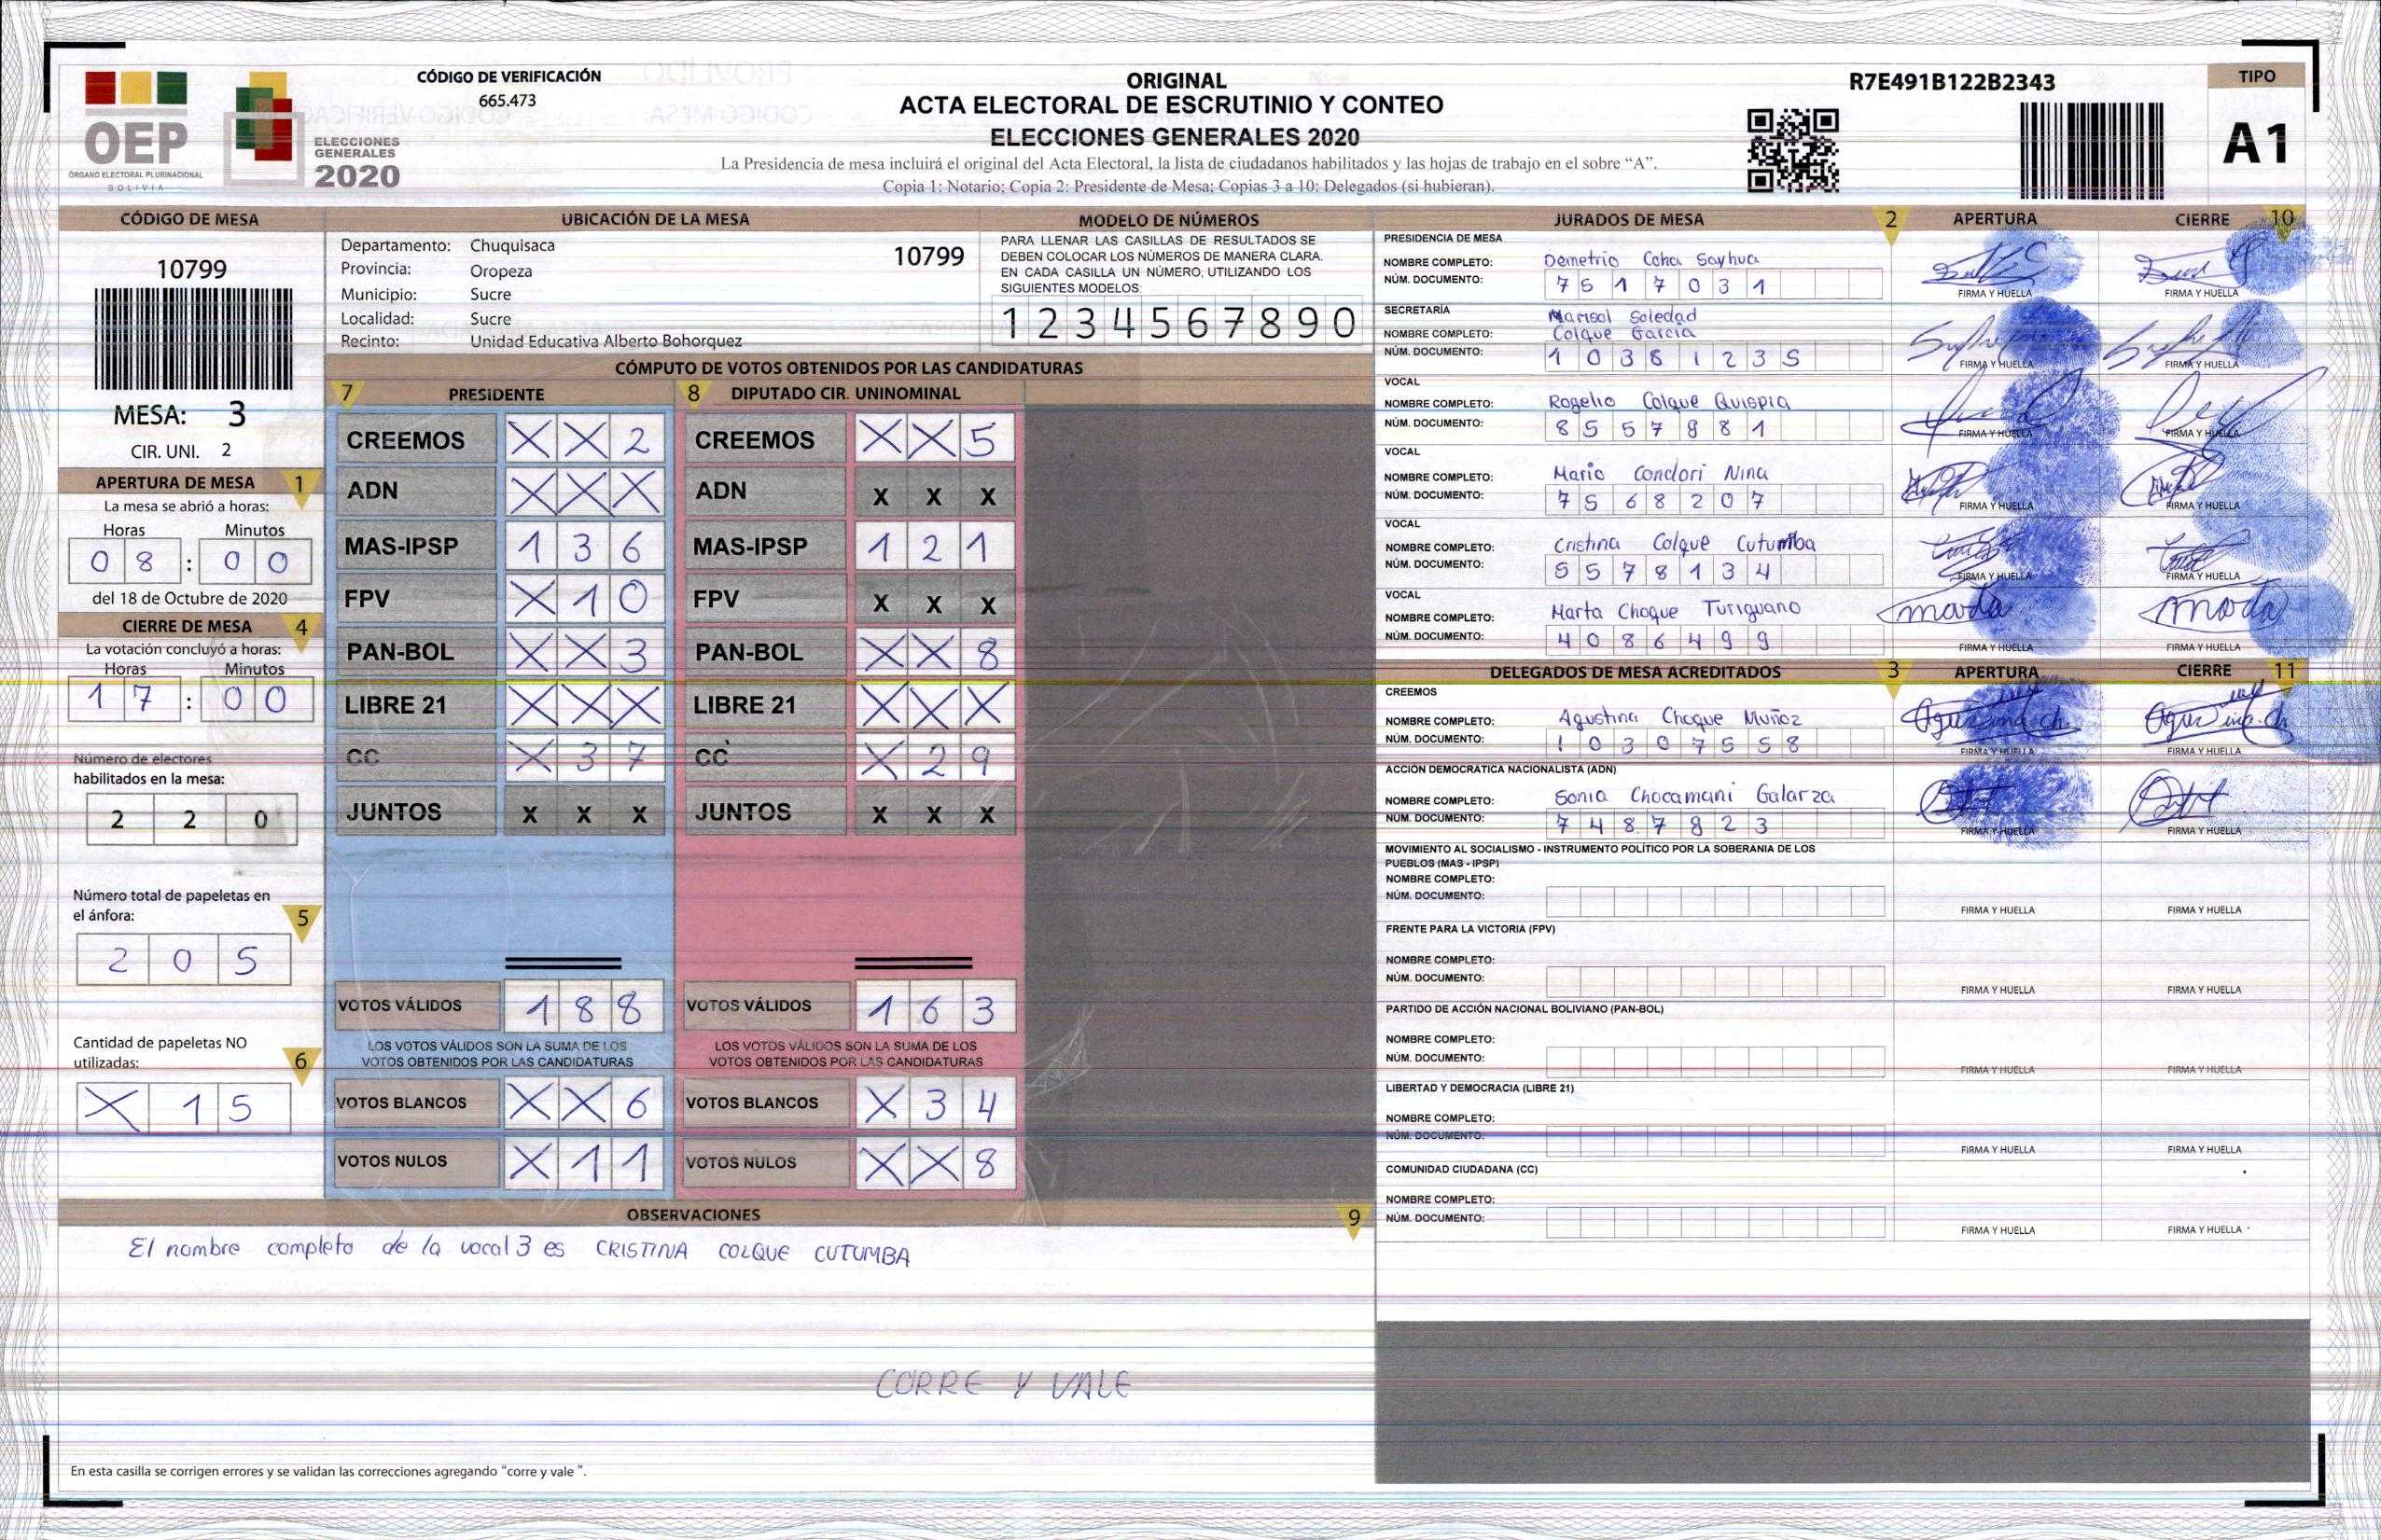 CÓDIGO DE VERIFICACIÓN
665.473
OEP
ÓRGANO ELECTORAL PLURINACIONAL
BOLIVIA
ELECCIONES
GENERALES
2020
ORIGINAL
ACTA ELECTORAL DE ESCRUTINIO Y CONTEO
ELECCIONES GENERALES 2020
La Presidencia de mesa incluirá el original del Acta Electoral, la lista de ciudadanos habilitados y las hojas de trabajo en el sobre “A”.
Copia 1: Notario; Copia 2: Presidente de Mesa; Copias 3 a 10: Delegados (si hubieran).
R7E491B122B2343
TIPO
A1
CÓDIGO DE MESA
10799
MESA: 3
CIR. UNI. 2
APERTURA DE MESA 1
La mesa se abrió a horas:
Horas Minutos
0 8 : 0 0
del 18 de Octubre de 2020
CIERRE DE MESA 4
La votación concluyó a horas:
Horas Minutos
1 7 : 0 0
Número de electores
habilitados en la mesa:
2 2 0
Número total de papeletas en
el ánfora: 5
2 0 5
Cantidad de papeletas NO
utilizadas: 6
X 1 5
UBICACIÓN DE LA MESA
Departamento: Chuquisaca 10799
Provincia: Oropeza
Municipio: Sucre
Localidad: Sucre
Recinto: Unidad Educativa Alberto Bohorquez
MODELO DE NÚMEROS
PARA LLENAR LAS CASILLAS DE RESULTADOS SE
DEBEN COLOCAR LOS NÚMEROS DE MANERA CLARA.
EN CADA CASILLA UN NÚMERO, UTILIZANDO LOS
SIGUIENTES MODELOS:
1 2 3 4 5 6 7 8 9 0
CÓMPUTO DE VOTOS OBTENIDOS POR LAS CANDIDATURAS
7 PRESIDENTE
CREEMOS X X 2
ADN X X X
MAS-IPSP 1 3 6
FPV X 1 0
PAN-BOL X X 3
LIBRE 21 X X X
CC X 3 7
JUNTOS X X X
VOTOS VÁLIDOS 1 8 8
LOS VOTOS VÁLIDOS SON LA SUMA DE LOS
VOTOS OBTENIDOS POR LAS CANDIDATURAS
VOTOS BLANCOS X X 6
VOTOS NULOS X 1 1
8 DIPUTADO CIR. UNINOMINAL
CREEMOS X X 5
ADN X X X
MAS-IPSP 1 2 1
FPV X X X
PAN-BOL X X 8
LIBRE 21 X X X
CC X 2 9
JUNTOS X X X
VOTOS VÁLIDOS 1 6 3
LOS VOTOS VÁLIDOS SON LA SUMA DE LOS
VOTOS OBTENIDOS POR LAS CANDIDATURAS
VOTOS BLANCOS X 3 4
VOTOS NULOS X X 8
OBSERVACIONES 9
El nombre completo de la vocal 3 es CRISTINA COLQUE CUTUMBA
CORRE Y VALE
En esta casilla se corrigen errores y se validan las correcciones agregando "corre y vale ".
JURADOS DE MESA 2 APERTURA CIERRE 10
PRESIDENCIA DE MESA
NOMBRE COMPLETO: Demetrio Coha Sayhua
NÚM. DOCUMENTO: 7 5 1 7 0 3 1
FIRMA Y HUELLA FIRMA Y HUELLA
SECRETARÍA
NOMBRE COMPLETO: Marisol Soledad
Colque Garcia
NÚM. DOCUMENTO: 1 0 3 8 1 2 3 5
FIRMA Y HUELLA FIRMA Y HUELLA
VOCAL
NOMBRE COMPLETO: Rogelio Colque Quispia
NÚM. DOCUMENTO: 8 5 5 7 9 8 1
FIRMA Y HUELLA FIRMA Y HUELLA
VOCAL
NOMBRE COMPLETO: Mario Condori Nina
NÚM. DOCUMENTO: 7 5 6 8 2 0 7
FIRMA Y HUELLA FIRMA Y HUELLA
VOCAL
NOMBRE COMPLETO: Cristina Colque Cutumba
NÚM. DOCUMENTO: 5 5 7 8 1 3 4
FIRMA Y HUELLA FIRMA Y HUELLA
VOCAL
NOMBRE COMPLETO: Marta Choque Turiguano
NÚM. DOCUMENTO: 4 0 8 6 4 9 9
FIRMA Y HUELLA FIRMA Y HUELLA
DELEGADOS DE MESA ACREDITADOS 3 APERTURA CIERRE 11
CREEMOS
NOMBRE COMPLETO: Agustina Choque Muñoz
NÚM. DOCUMENTO: 1 0 3 0 7 5 5 8
FIRMA Y HUELLA FIRMA Y HUELLA
ACCIÓN DEMOCRÁTICA NACIONALISTA (ADN)
NOMBRE COMPLETO: Sonia Chocamani Galarza
NÚM. DOCUMENTO: 7 4 8 7 9 2 3
FIRMA Y HUELLA FIRMA Y HUELLA
MOVIMIENTO AL SOCIALISMO - INSTRUMENTO POLÍTICO POR LA SOBERANIA DE LOS
PUEBLOS (MAS - IPSP)
NOMBRE COMPLETO:
NÚM. DOCUMENTO:
FIRMA Y HUELLA FIRMA Y HUELLA
FRENTE PARA LA VICTORIA (FPV)
NOMBRE COMPLETO:
NÚM. DOCUMENTO:
FIRMA Y HUELLA FIRMA Y HUELLA
PARTIDO DE ACCIÓN NACIONAL BOLIVIANO (PAN-BOL)
NOMBRE COMPLETO:
NÚM. DOCUMENTO:
FIRMA Y HUELLA FIRMA Y HUELLA
LIBERTAD Y DEMOCRACIA (LIBRE 21)
NOMBRE COMPLETO:
NÚM. DOCUMENTO:
FIRMA Y HUELLA FIRMA Y HUELLA
COMUNIDAD CIUDADANA (CC)
NOMBRE COMPLETO:
NÚM. DOCUMENTO:
FIRMA Y HUELLA FIRMA Y HUELLA